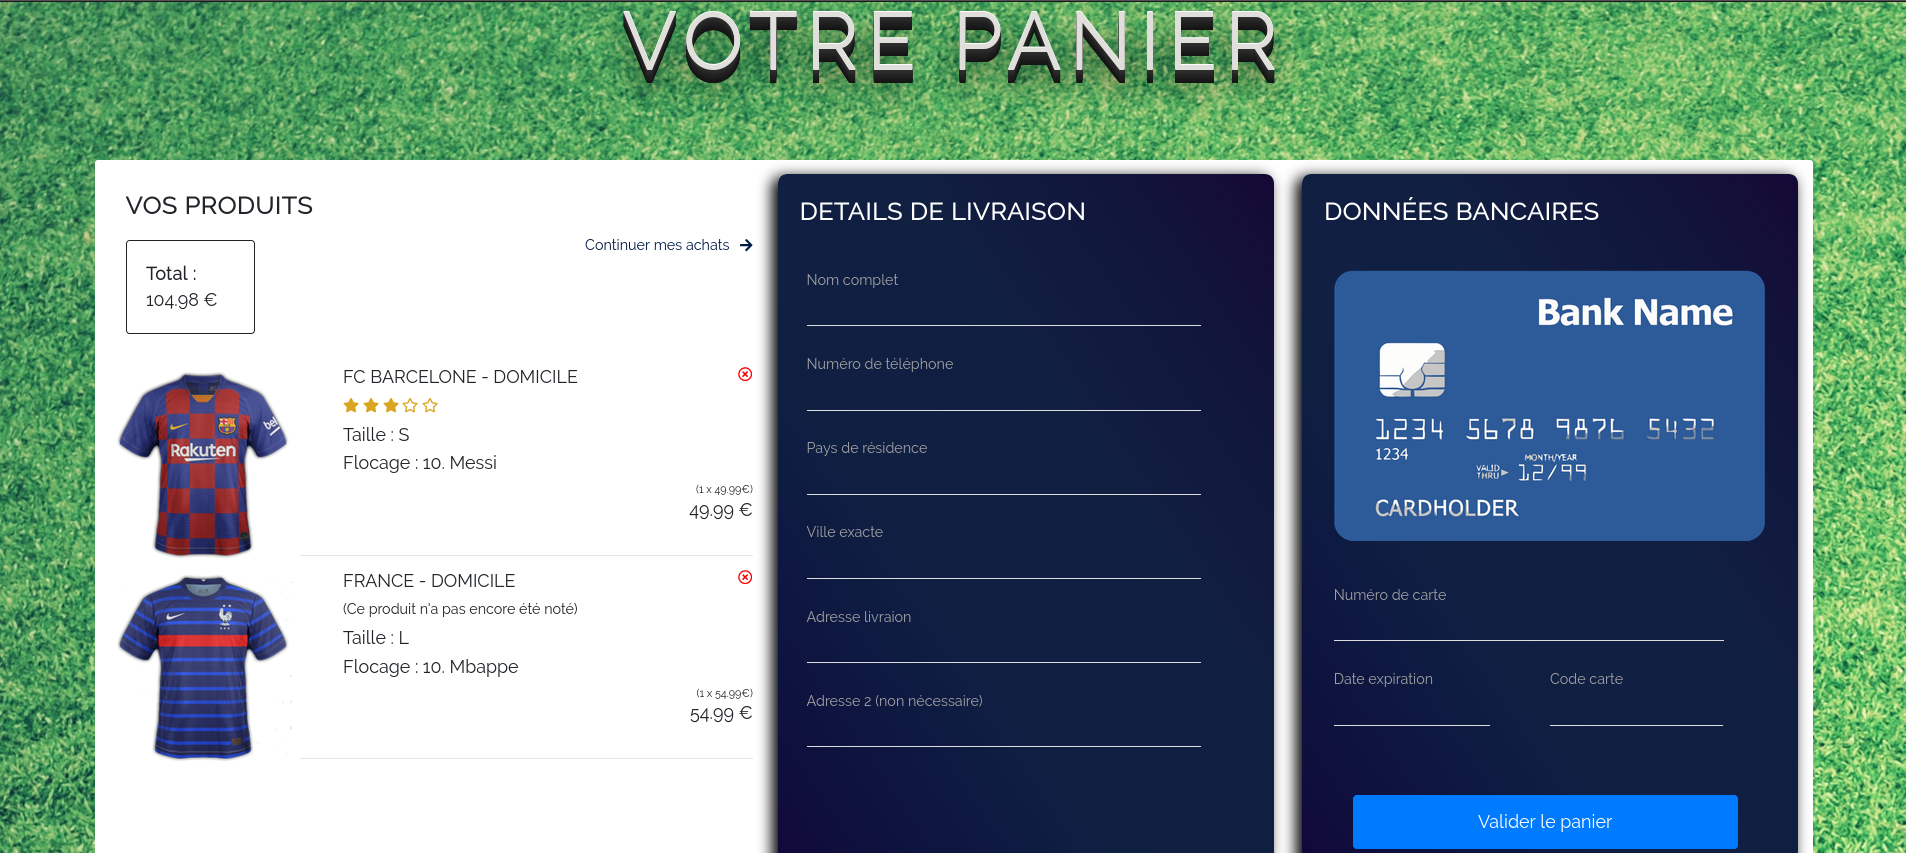 VOTRE PANIER
VOS PRODUITS
Total :
104.98 €
Continuer mes achats
FC BARCELONE - DOMICILE
Taille : S
Flocage : 10. Messi
(1 x 49.99€)
49.99 €
Rakuten
FRANCE - DOMICILE
(Ce produit n'a pas encore été noté)
Taille : L
Flocage : 10. Mbappe
(1 x 54.99€)
54.99 €
DETAILS DE LIVRAISON
Nom complet
Numéro de téléphone
Pays de résidence
Ville exacte
Adresse livraion
Adresse 2 (non nécessaire)
DONNÉES BANCAIRES
Bank Name
1234 5678 9876 5432
1234
MONTH/YEAR
VALID THRU 12/99
CARDHOLDER
Numéro de carte
Date expiration
Code carte
Valider le panier